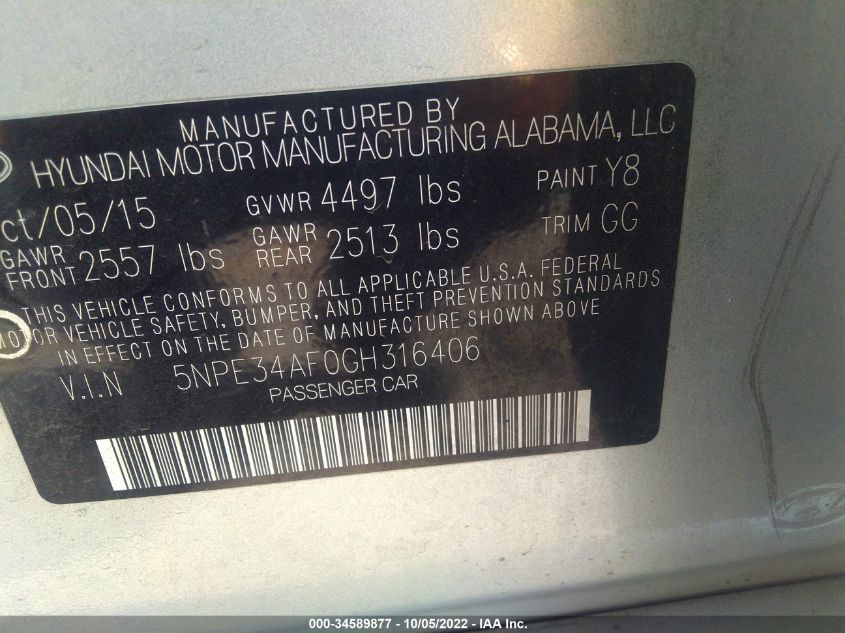 MANUFACTURED BY
HYUNDAI MOTOR MANUFACTURING ALABAMA, LLC
ct/05/15 GVWR 4497 lbs PAINT Y8
GAWR FRONT 2557 lbs GAWR REAR 2513 lbs TRIM GG
THIS VEHICLE CONFORMS TO ALL APPLICABLE U.S.A. FEDERAL
MOTOR VEHICLE SAFETY, BUMPER, AND THEFT PREVENTION STANDARDS
IN EFFECT ON THE DATE OF MANUFACTURE SHOWN ABOVE
V.I.N 5NPE34AF0GH316406
PASSENGER CAR
000-34589877 - 10/05/2022 - IAA Inc.